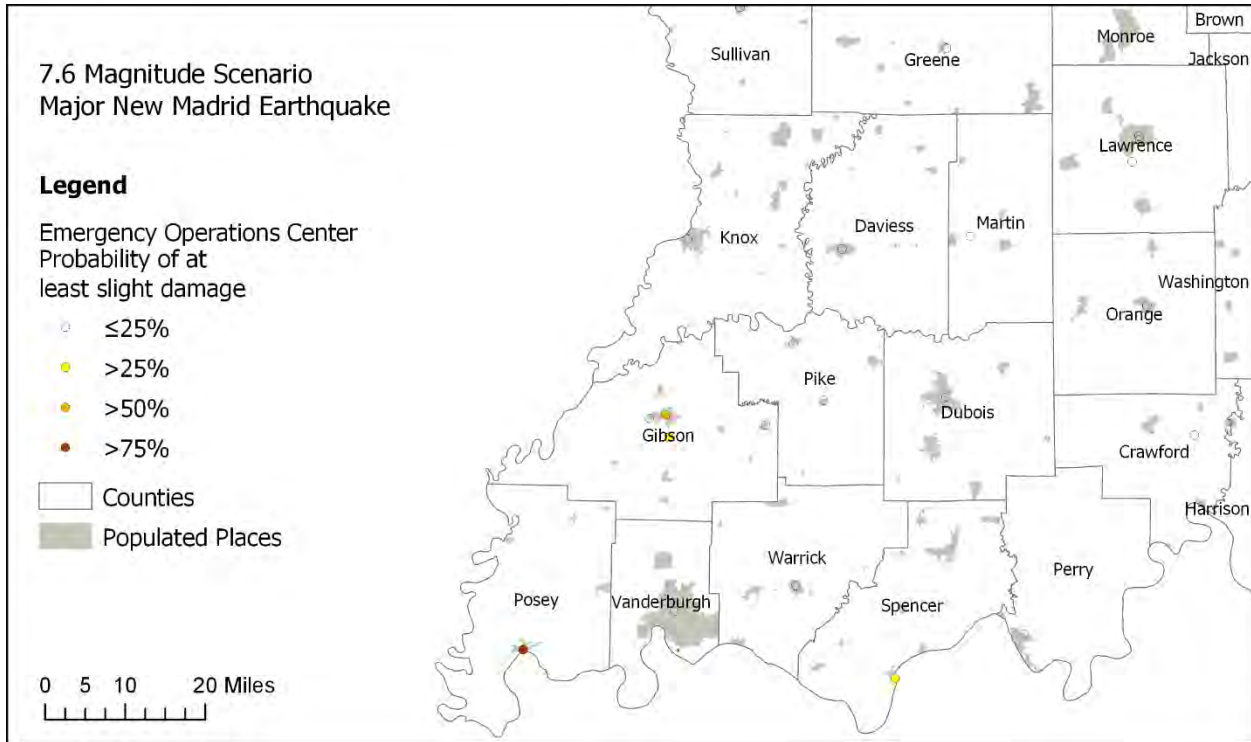 7.6 Magnitude Scenario
Major New Madrid Earthquake
Legend
Emergency Operations Center
Probability of at
least slight damage
≤25%
>25%
>50%
>75%
Counties
Populated Places
0 5 10 20 Miles
Brown
Monroe
Sullivan
Greene
Jackson
Lawrence
Knox
Daviess
Martin
Washington
Orange
Pike
Dubois
Gibson
Crawford
Harrison
Warrick
Perry
Posey
Vanderburgh
Spencer